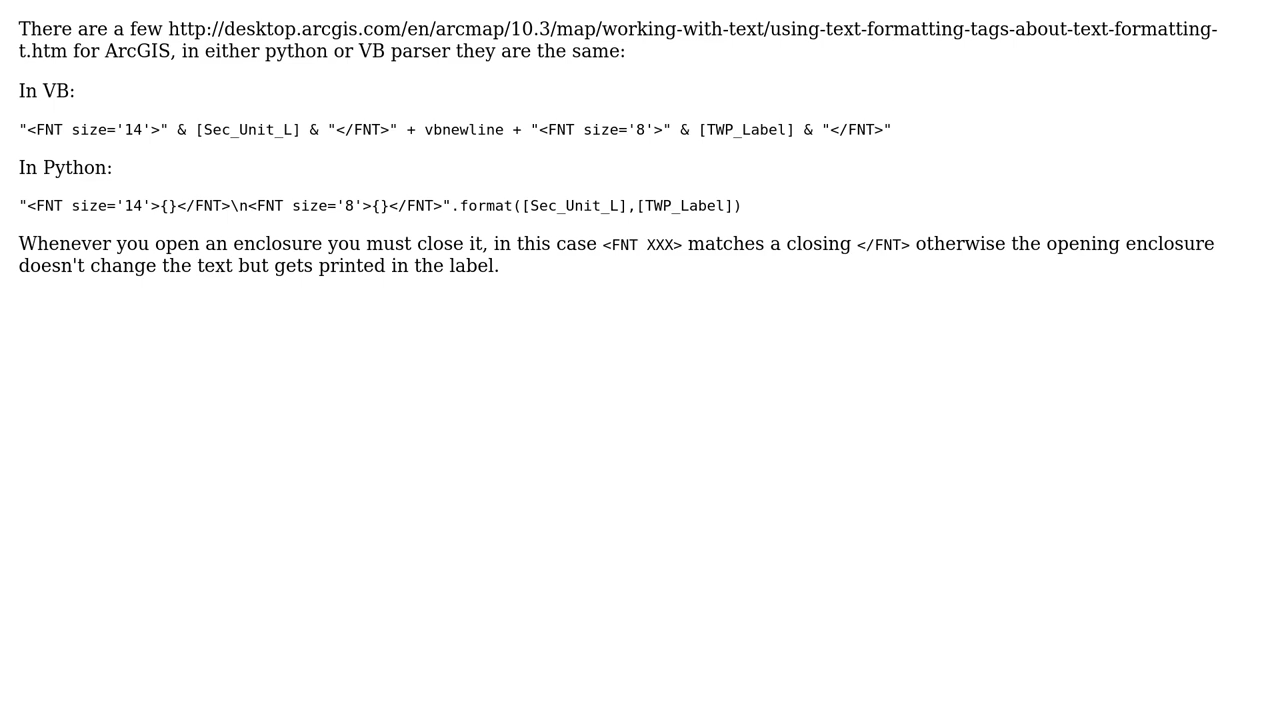 There are a few http://desktop.arcgis.com/en/arcmap/10.3/map/working-with-text/using-text-formatting-tags-about-text-formatting-
t.htm for ArcGIS, in either python or VB parser they are the same:
In VB:
"<FNT size='14'>" & [Sec_Unit_L] & "</FNT>" + vbnewline + "<FNT size='8'>" & [TWP_Label] & "</FNT>"
In Python:
"<FNT size='14'>{}</FNT>\n<FNT size='8'>{}</FNT>".format([Sec_Unit_L],[TWP_Label])
Whenever you open an enclosure you must close it, in this case <FNT XXX> matches a closing </FNT> otherwise the opening enclosure
doesn't change the text but gets printed in the label.